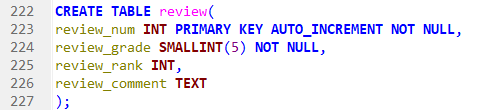 222 CREATE TABLE review(
223 review_num INT PRIMARY KEY AUTO_INCREMENT NOT NULL,
224 review_grade SMALLINT(5) NOT NULL,
225 review_rank INT,
226 review_comment TEXT
227 );